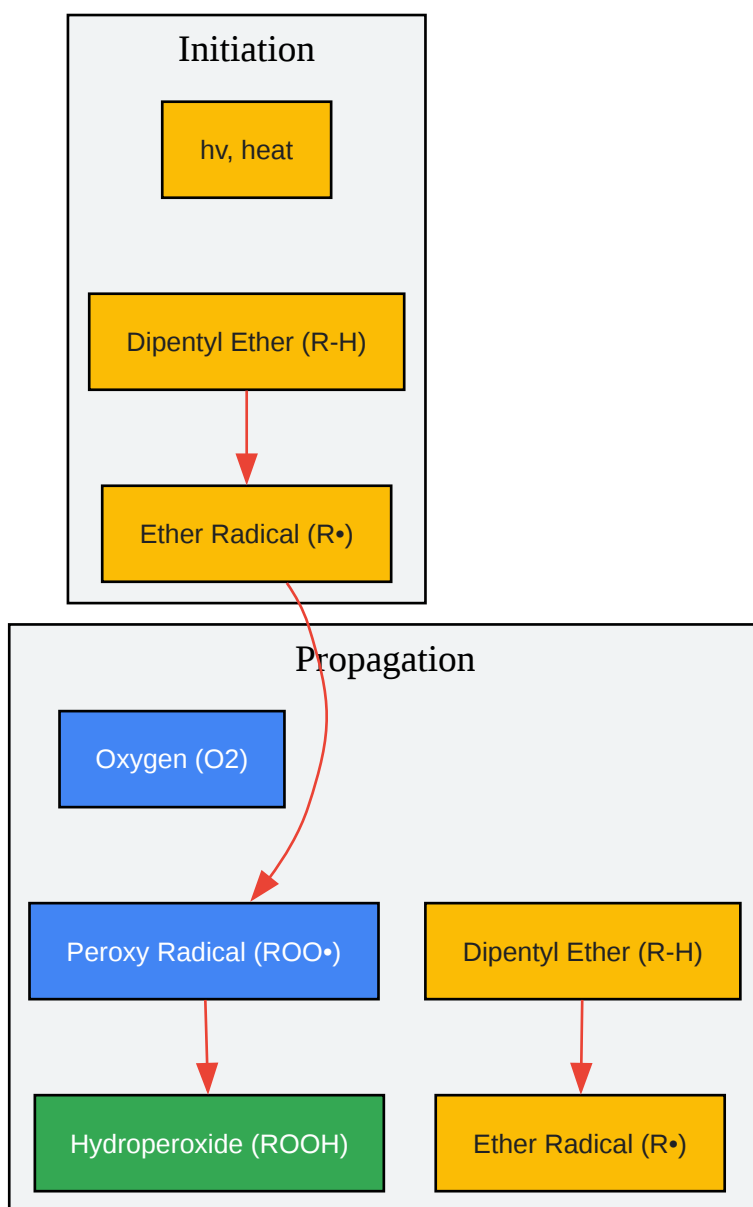 Initiation
hv, heat
Dipentyl Ether (R-H)
Ether Radical (R•)
Propagation
Oxygen (O2)
Peroxy Radical (ROO•)
Dipentyl Ether (R-H)
Hydroperoxide (ROOH)
Ether Radical (R•)